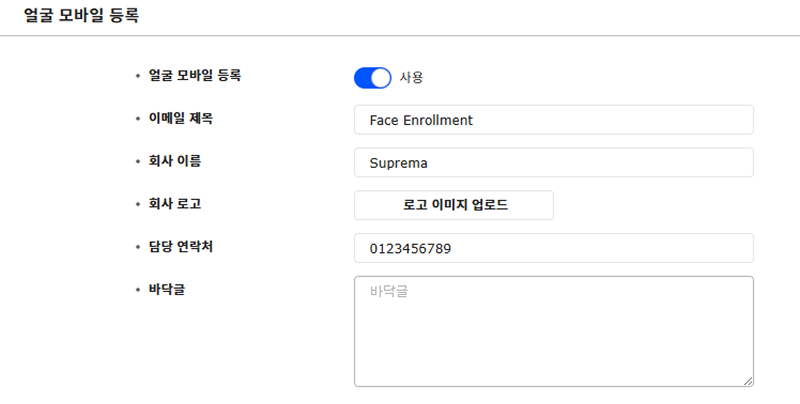 얼굴 모바일 등록
얼굴 모바일 등록 사용
이메일 제목 Face Enrollment
회사 이름 Suprema
회사 로고 로고 이미지 업로드
담당 연락처 0123456789
바닥글 바닥글